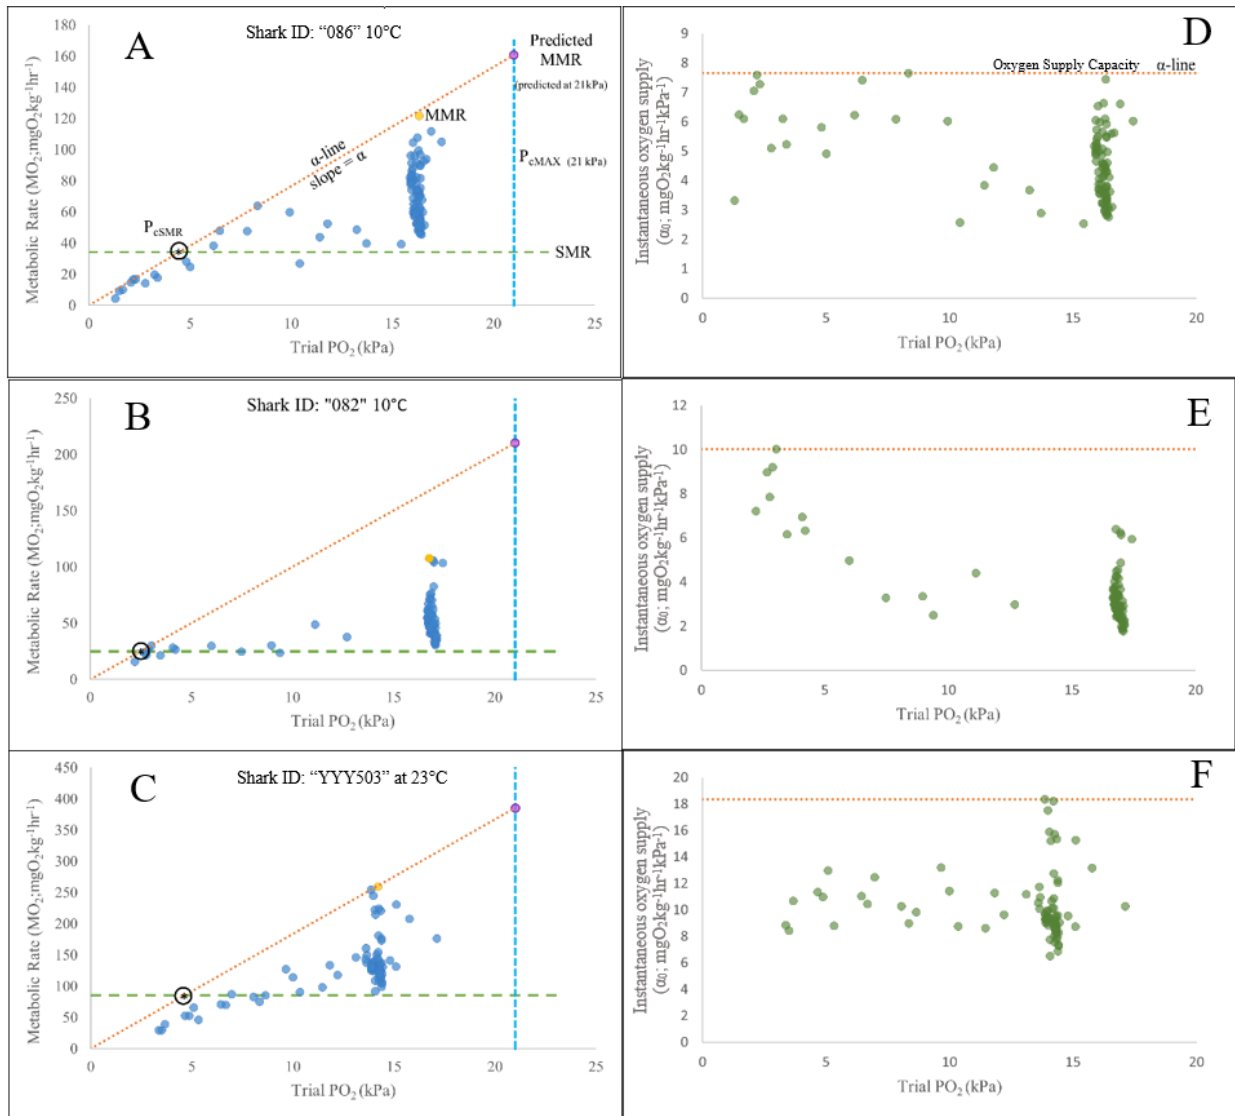 A
Shark ID: “086” 10°C
Metabolic Rate (MO2;mgO2kg-1hr-1)
180
160
140
120
100
80
60
40
20
0
Predicted
MMR
(predicted at 21kPa)
MMR
α-line
slope = α
PcMAX (21 kPa)
PcSMR
SMR
0 5 10 15 20 25
Trial PO2 (kPa)
D
Instantaneous oxygen supply
(α0; mgO2kg-1hr-1kPa-1)
9
8
7
6
5
4
3
2
1
0
Oxygen Supply Capacity α-line
0 5 10 15 20
Trial PO2 (kPa)
B
Shark ID: "082" 10°C
Metabolic Rate (MO2;mgO2kg-1hr-1)
250
200
150
100
50
0
0 5 10 15 20 25
Trial PO2 (kPa)
E
Instantaneous oxygen supply
(α0; mgO2kg-1hr-1kPa-1)
12
10
8
6
4
2
0
0 5 10 15 20
Trial PO2 (kPa)
C
Shark ID: “YYY503” at 23°C
Metabolic Rate (MO2;mgO2kg-1hr-1)
450
400
350
300
250
200
150
100
50
0
0 5 10 15 20 25
Trial PO2 (kPa)
F
Instantaneous oxygen supply
(α0; mgO2kg-1hr-1kPa-1)
20
18
16
14
12
10
8
6
4
2
0
0 5 10 15 20
Trial PO2 (kPa)